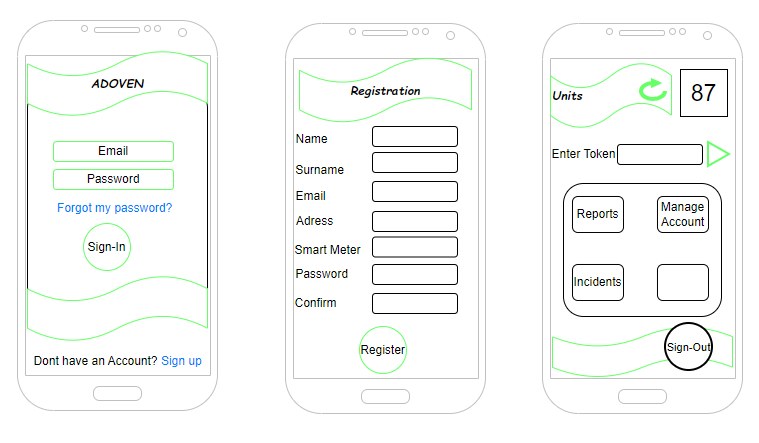 ADOVEN
Email
Password
Forgot my password?
Sign-In
Dont have an Account? Sign up
Registration
Name
Surname
Email
Adress
Smart Meter
Password
Confirm
Register
Units
87
Enter Token
Reports
Manage
Account
Incidents
Sign-Out